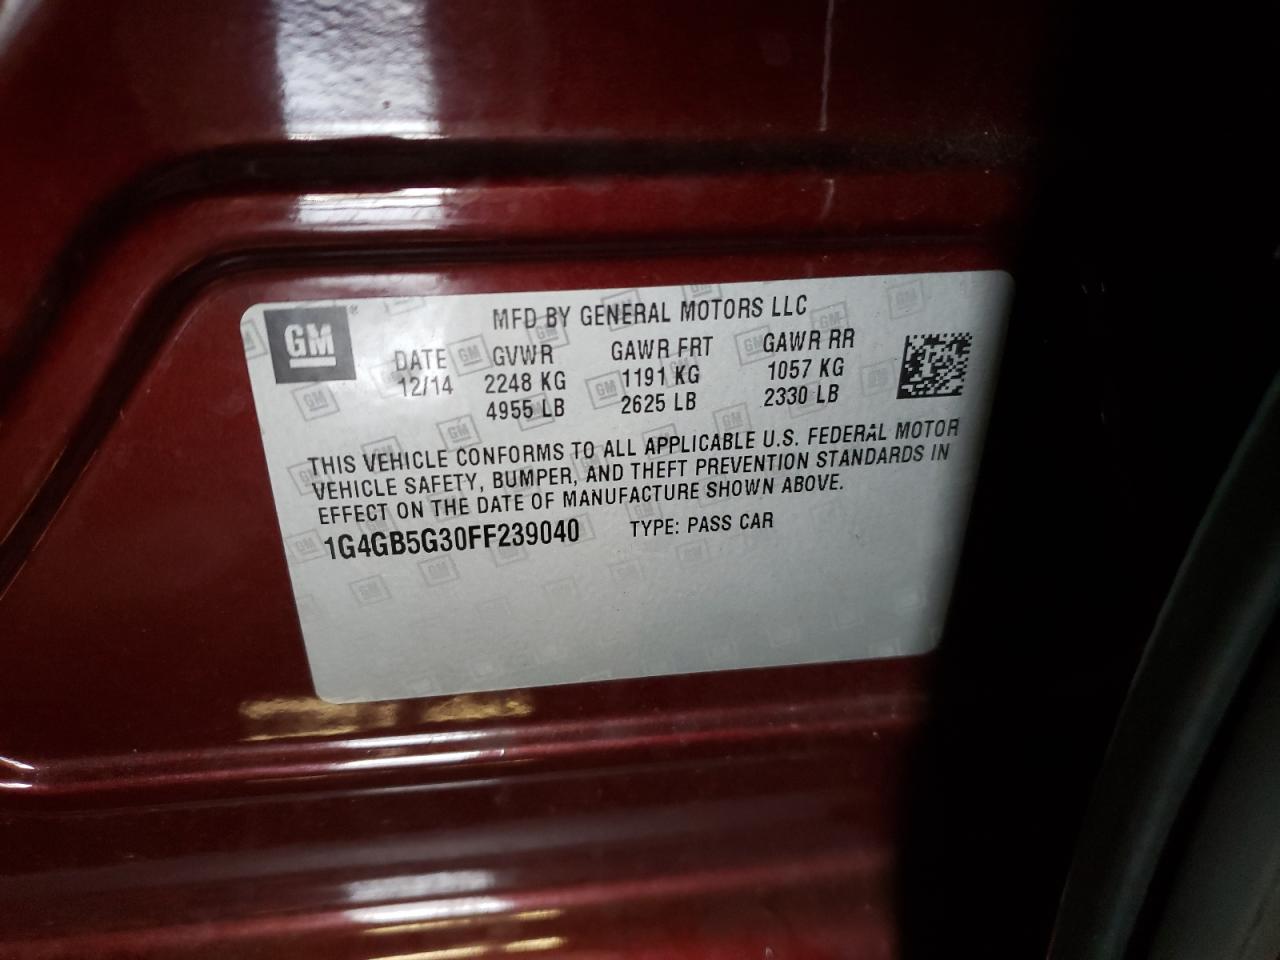 GM
MFD BY GENERAL MOTORS LLC
DATE GVWR GAWR FRT GAWR RR
12/14 2248 KG 1191 KG 1057 KG
4955 LB 2625 LB 2330 LB
THIS VEHICLE CONFORMS TO ALL APPLICABLE U.S. FEDERAL MOTOR
VEHICLE SAFETY, BUMPER, AND THEFT PREVENTION STANDARDS IN
EFFECT ON THE DATE OF MANUFACTURE SHOWN ABOVE.
1G4GB5G30FF239040 TYPE: PASS CAR